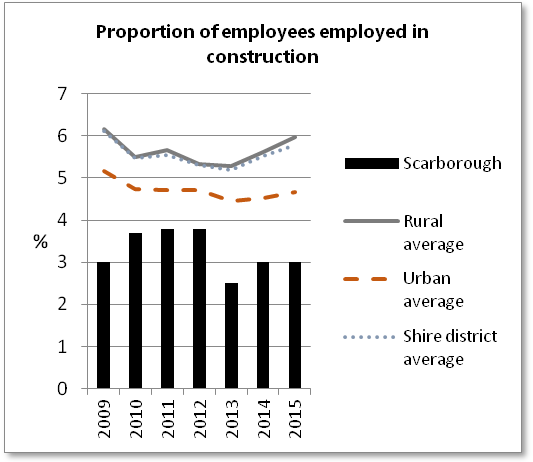 Proportion of employees employed in
construction
7
6
5
4
3
2
1
0
%
2009
2010
2011
2012
2013
2014
2015
Scarborough
Rural
average
Urban
average
Shire district
average